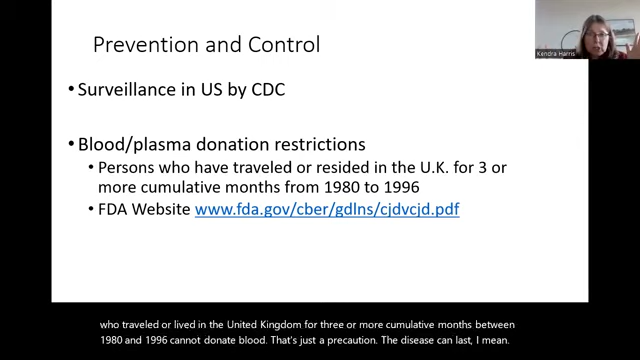 Prevention and Control
Kendra Harris
• Surveillance in US by CDC
• Blood/plasma donation restrictions
• Persons who have traveled or resided in the U.K. for 3 or
more cumulative months from 1980 to 1996
• FDA Website www.fda.gov/cber/gdlns/cjdvcjd.pdf
who traveled or lived in the United Kingdom for three or more cumulative months between
1980 and 1996 cannot donate blood. That's just a precaution. The disease can last, I mean.